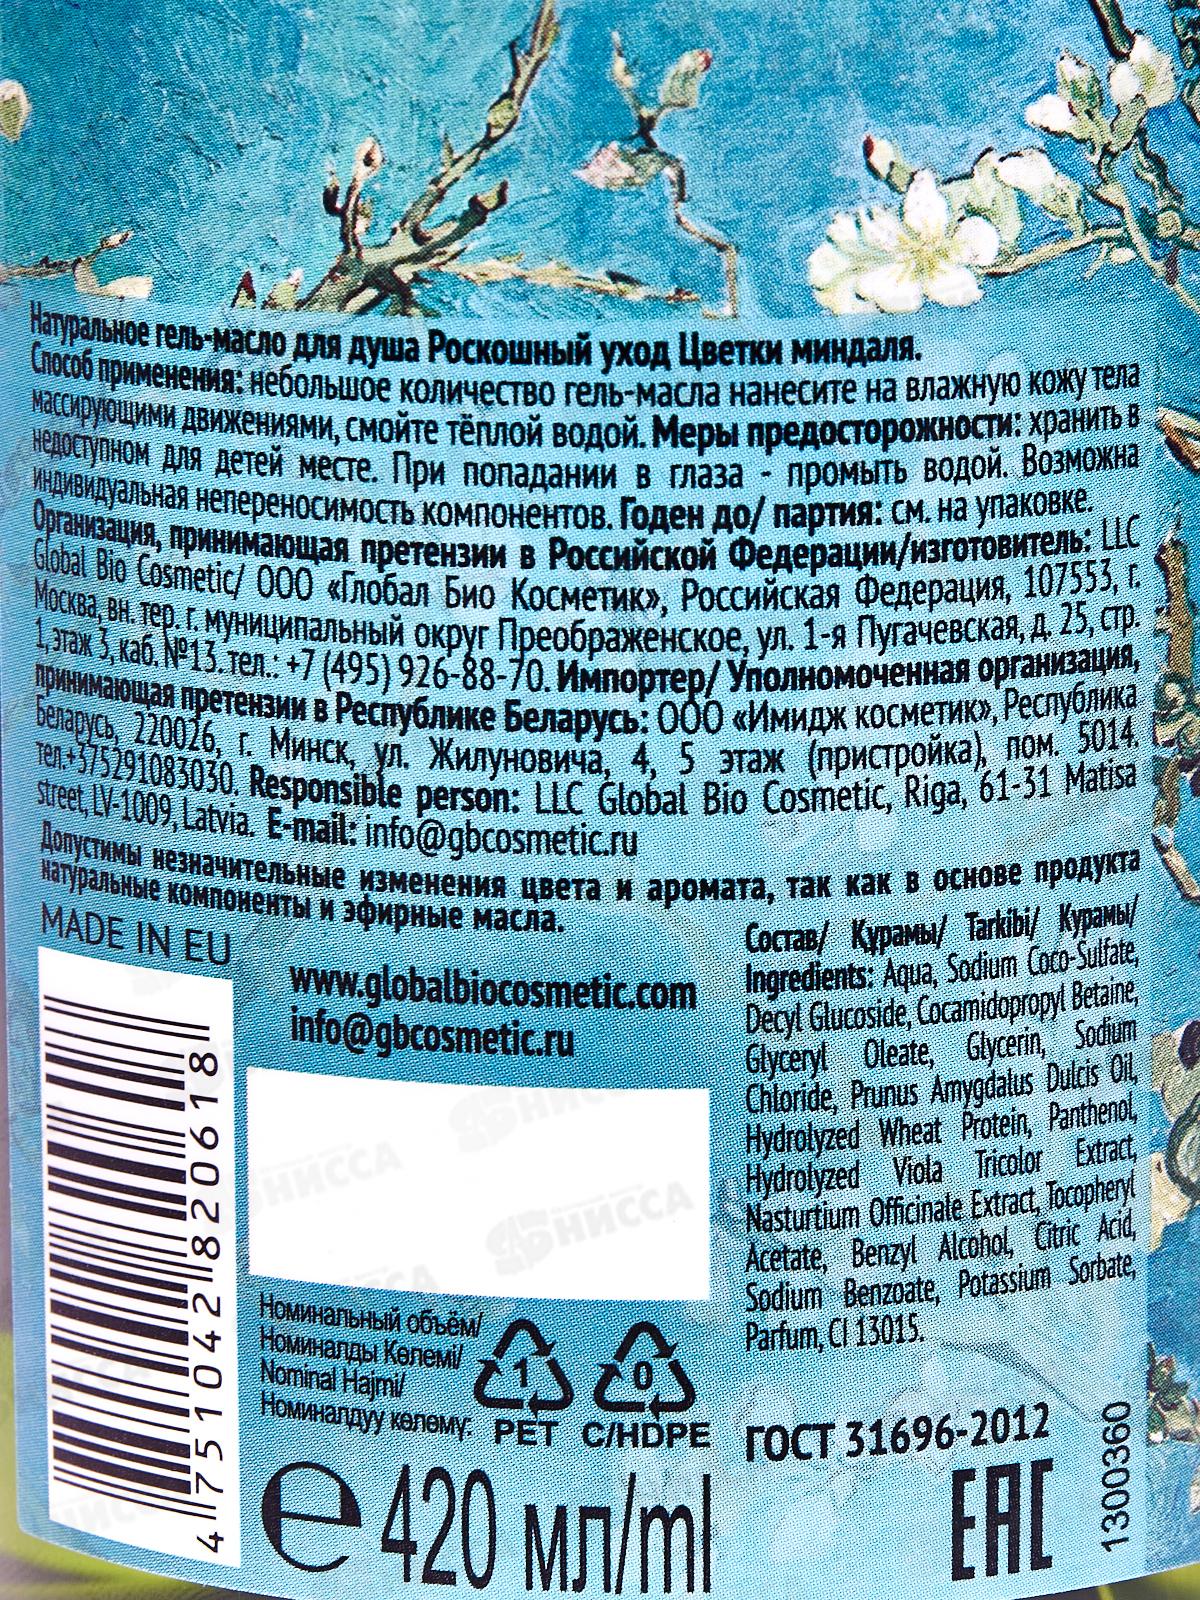 Натуральное гель-масло для душа Роскошный уход Цветки миндаля.
Способ применения: небольшое количество гель-масла нанесите на влажную кожу тела
массирующими движениями, смойте тёплой водой. Меры предосторожности: хранить в
недоступном для детей месте. При попадании в глаза - промыть водой. Возможна
индивидуальная непереносимость компонентов. Годен до/ партия: см. на упаковке.
Организация, принимающая претензии в Российской Федерации/изготовитель: LLC
Global Bio Cosmetic/ ООО «Глобал Био Косметик», Российская Федерация, 107553, г.
Москва, вн. тер. г. муниципальный округ Преображенское, ул. 1-я Пугачевская, д. 25, стр.
1, этаж 3, каб. №13. тел.: +7 (495) 926-88-70. Импортер/ Уполномоченная организация,
принимающая претензии в Республике Беларусь: ООО «Имидж косметик», Республика
Беларусь, 220026, г. Минск, ул. Жилуновича, 4, 5 этаж (пристройка), пом. 5014.
тел.+375291083030. Responsible person: LLC Global Bio Cosmetic, Riga, 61-31 Matisa
street, LV-1009, Latvia. E-mail: info@gbcosmetic.ru
Допустимы незначительные изменения цвета и аромата, так как в основе продукта
натуральные компоненты и эфирные масла.
MADE IN EU
www.globalbiocosmetic.com
info@gbcosmetic.ru
4 751042 820618
Состав/ Құрамы/ Tarkibi/ Курамы/
Ingredients: Aqua, Sodium Coco-Sulfate,
Decyl Glucoside, Cocamidopropyl Betaine,
Glyceryl Oleate, Glycerin, Sodium
Chloride, Prunus Amygdalus Dulcis Oil,
Hydrolyzed Wheat Protein, Panthenol,
Hydrolyzed Viola Tricolor Extract,
Nasturtium Officinale Extract, Tocopheryl
Acetate, Benzyl Alcohol, Citric Acid,
Sodium Benzoate, Potassium Sorbate,
Parfum, CI 13015.
Номинальный объём/
Номиналды Көлемі/
Nominal Hajmi/
Номиналдуу көлөмү:
1 PET
0 C/HDPE
℮ 420 мл/ml
ГОСТ 31696-2012
EAC
1300360
АБНИССА
АБНИССА
АБНИССА